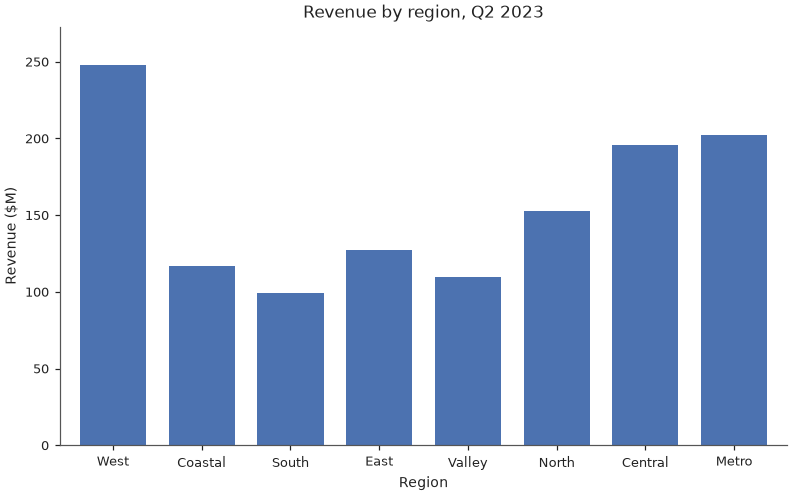 Revenue by region, Q2 2023
Revenue ($M)
250
200
150
100
50
0
West Coastal South East Valley North Central Metro
Region